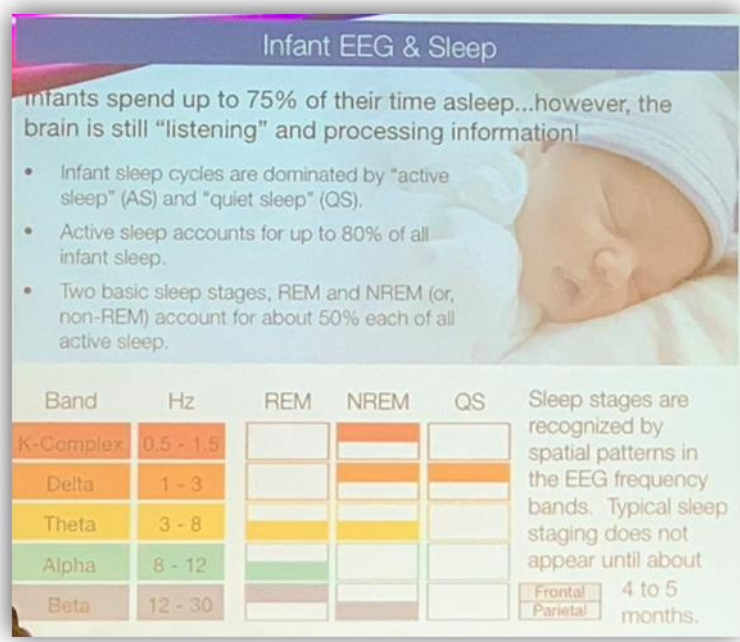 Infant EEG & Sleep
Infants spend up to 75% of their time asleep...however, the
brain is still “listening” and processing information!
• Infant sleep cycles are dominated by “active
sleep” (AS) and “quiet sleep” (QS).
• Active sleep accounts for up to 80% of all
infant sleep.
• Two basic sleep stages, REM and NREM (or,
non-REM) account for about 50% each of all
active sleep.
Band Hz REM NREM QS
K-Complex 0.5 - 1.5
Delta 1 - 3
Theta 3 - 8
Alpha 8 - 12
Beta 12 - 30
Sleep stages are
recognized by
spatial patterns in
the EEG frequency
bands. Typical sleep
staging does not
appear until about
4 to 5
months.
Frontal
Parietal